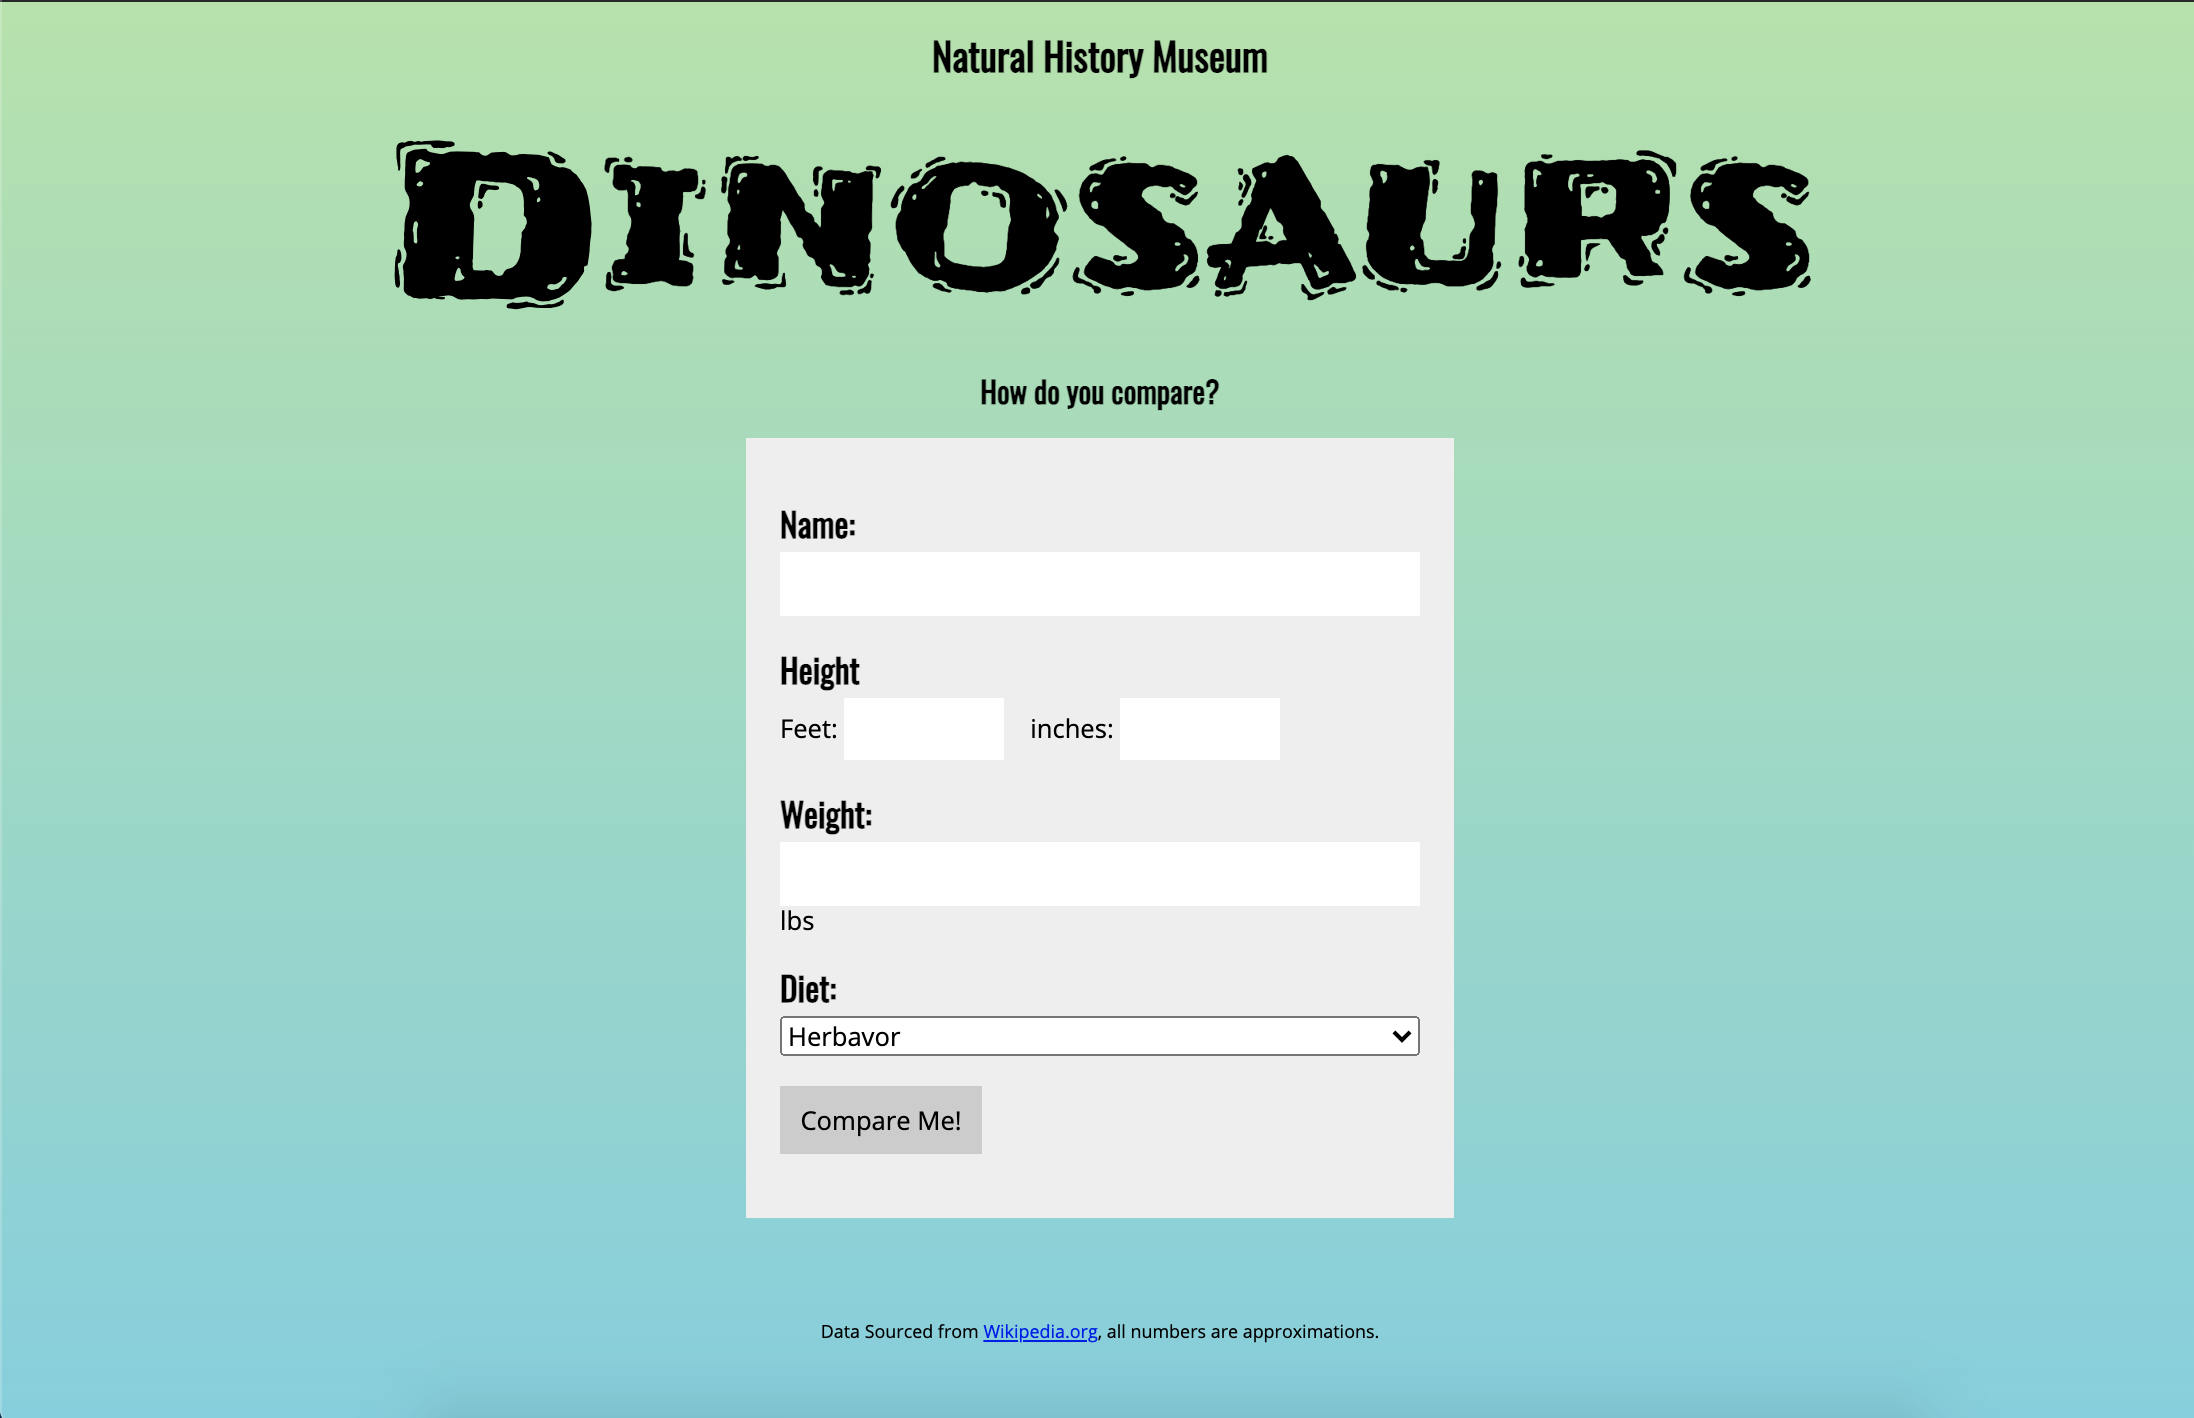 Natural History Museum
DINOSAURS
How do you compare?
Name:
Height
Feet: inches:
Weight:
lbs
Diet:
Herbavor
Compare Me!
Data Sourced from Wikipedia.org, all numbers are approximations.